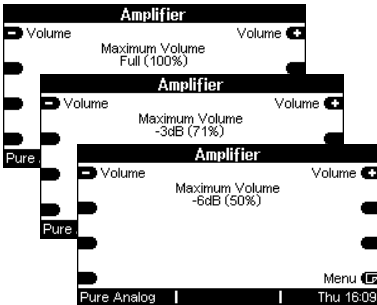 Amplifier
Volume Volume
Maximum Volume
Full (100%)
Amplifier
Volume Volume
Maximum Volume
-3dB (71%)
Pure
Amplifier
Volume Volume
Maximum Volume
-6dB (50%)
Pure
Menu
Pure Analog Thu 16:09